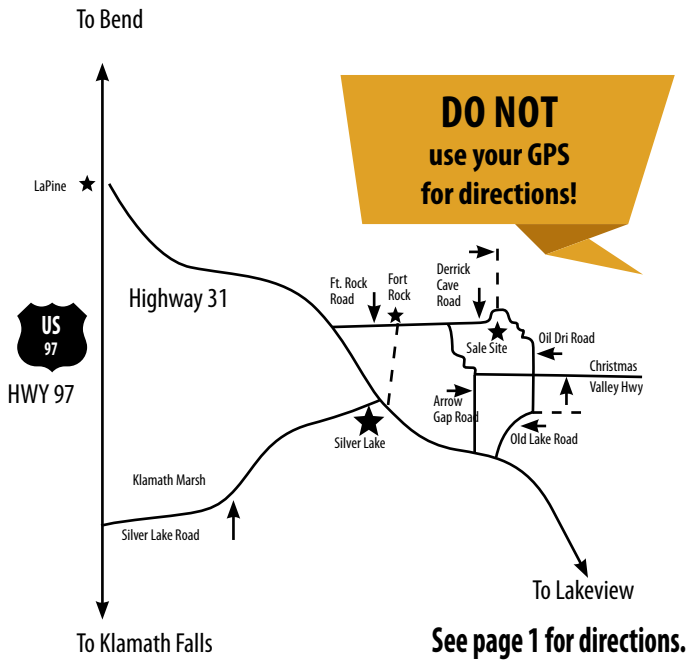 To Bend
DO NOT
use your GPS
for directions!
LaPine
Highway 31
Ft. Rock
Road
Fort
Rock
Derrick
Cave
Road
US
97
HWY 97
Sale Site
Oil Dri Road
Christmas
Valley Hwy
Arrow
Gap Road
Old Lake Road
Silver Lake
Klamath Marsh
Silver Lake Road
To Lakeview
To Klamath Falls
See page 1 for directions.